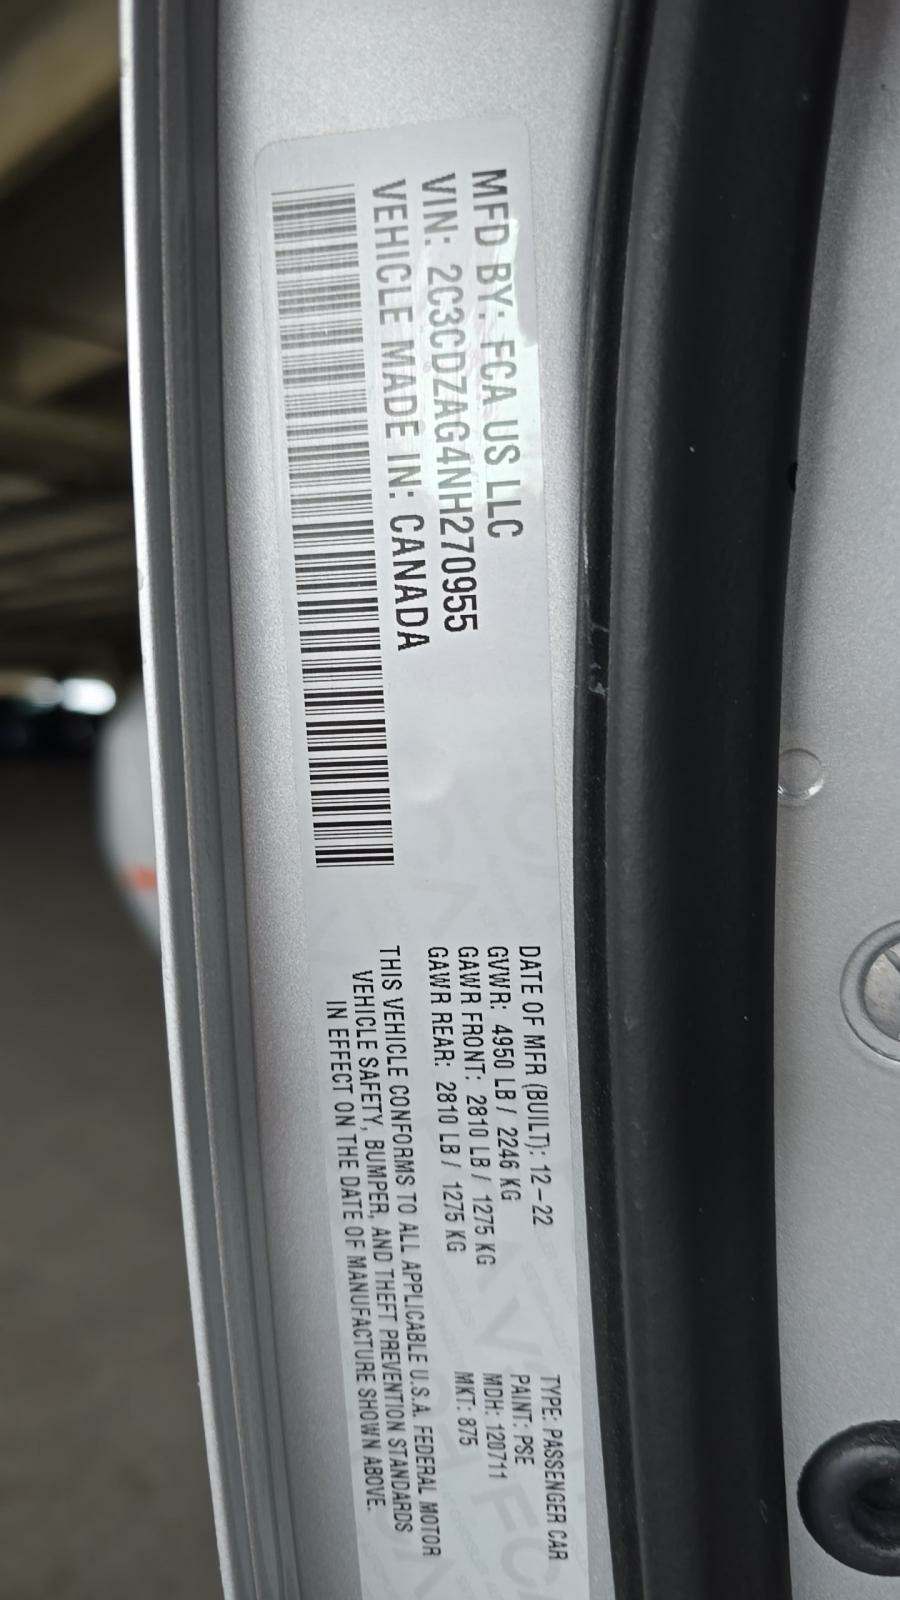 MFD BY: FCA US LLC
VIN: 2C3CDZAG4NH270955
VEHICLE MADE IN: CANADA
DATE OF MFR (BUILT): 12-22
GVWR: 4950 LB / 2246 KG
GAWR FRONT: 2810 LB / 1275 KG
GAWR REAR: 2810 LB / 1275 KG
TYPE: PASSENGER CAR
PAINT: PSE
MDH: 120711
MKT: 875
THIS VEHICLE CONFORMS TO ALL APPLICABLE U.S.A. FEDERAL MOTOR
VEHICLE SAFETY, BUMPER, AND THEFT PREVENTION STANDARDS
IN EFFECT ON THE DATE OF MANUFACTURE SHOWN ABOVE.